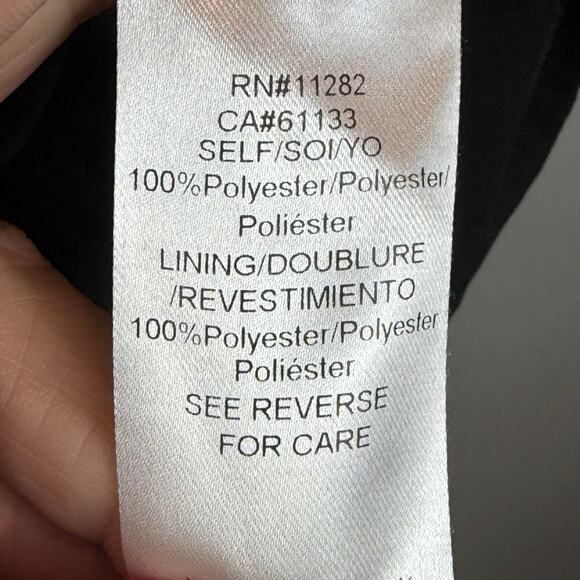 RN#11282
CA#61133
SELF/SOI/YO
100%Polyester/Polyester/
Poliéster
LINING/DOUBLURE
/REVESTIMIENTO
100%Polyester/Polyester
Poliéster
SEE REVERSE
FOR CARE